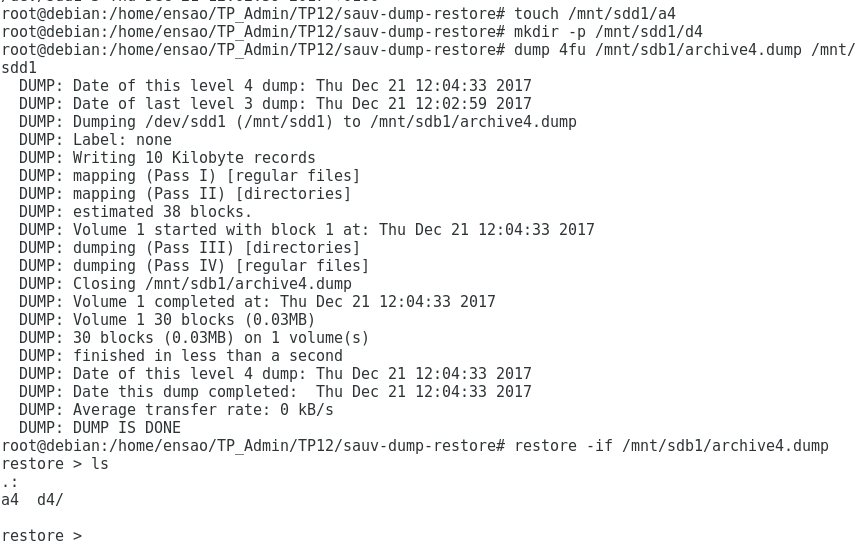 root@debian:/home/ensao/TP_Admin/TP12/sauv-dump-restore# touch /mnt/sdd1/a4
root@debian:/home/ensao/TP_Admin/TP12/sauv-dump-restore# mkdir -p /mnt/sdd1/d4
root@debian:/home/ensao/TP_Admin/TP12/sauv-dump-restore# dump 4fu /mnt/sdb1/archive4.dump /mnt/
sdd1
  DUMP: Date of this level 4 dump: Thu Dec 21 12:04:33 2017
  DUMP: Date of last level 3 dump: Thu Dec 21 12:02:59 2017
  DUMP: Dumping /dev/sdd1 (/mnt/sdd1) to /mnt/sdb1/archive4.dump
  DUMP: Label: none
  DUMP: Writing 10 Kilobyte records
  DUMP: mapping (Pass I) [regular files]
  DUMP: mapping (Pass II) [directories]
  DUMP: estimated 38 blocks.
  DUMP: Volume 1 started with block 1 at: Thu Dec 21 12:04:33 2017
  DUMP: dumping (Pass III) [directories]
  DUMP: dumping (Pass IV) [regular files]
  DUMP: Closing /mnt/sdb1/archive4.dump
  DUMP: Volume 1 completed at: Thu Dec 21 12:04:33 2017
  DUMP: Volume 1 30 blocks (0.03MB)
  DUMP: 30 blocks (0.03MB) on 1 volume(s)
  DUMP: finished in less than a second
  DUMP: Date of this level 4 dump: Thu Dec 21 12:04:33 2017
  DUMP: Date this dump completed:  Thu Dec 21 12:04:33 2017
  DUMP: Average transfer rate: 0 kB/s
  DUMP: DUMP IS DONE
root@debian:/home/ensao/TP_Admin/TP12/sauv-dump-restore# restore -if /mnt/sdb1/archive4.dump
restore > ls
.:
a4  d4/
restore >